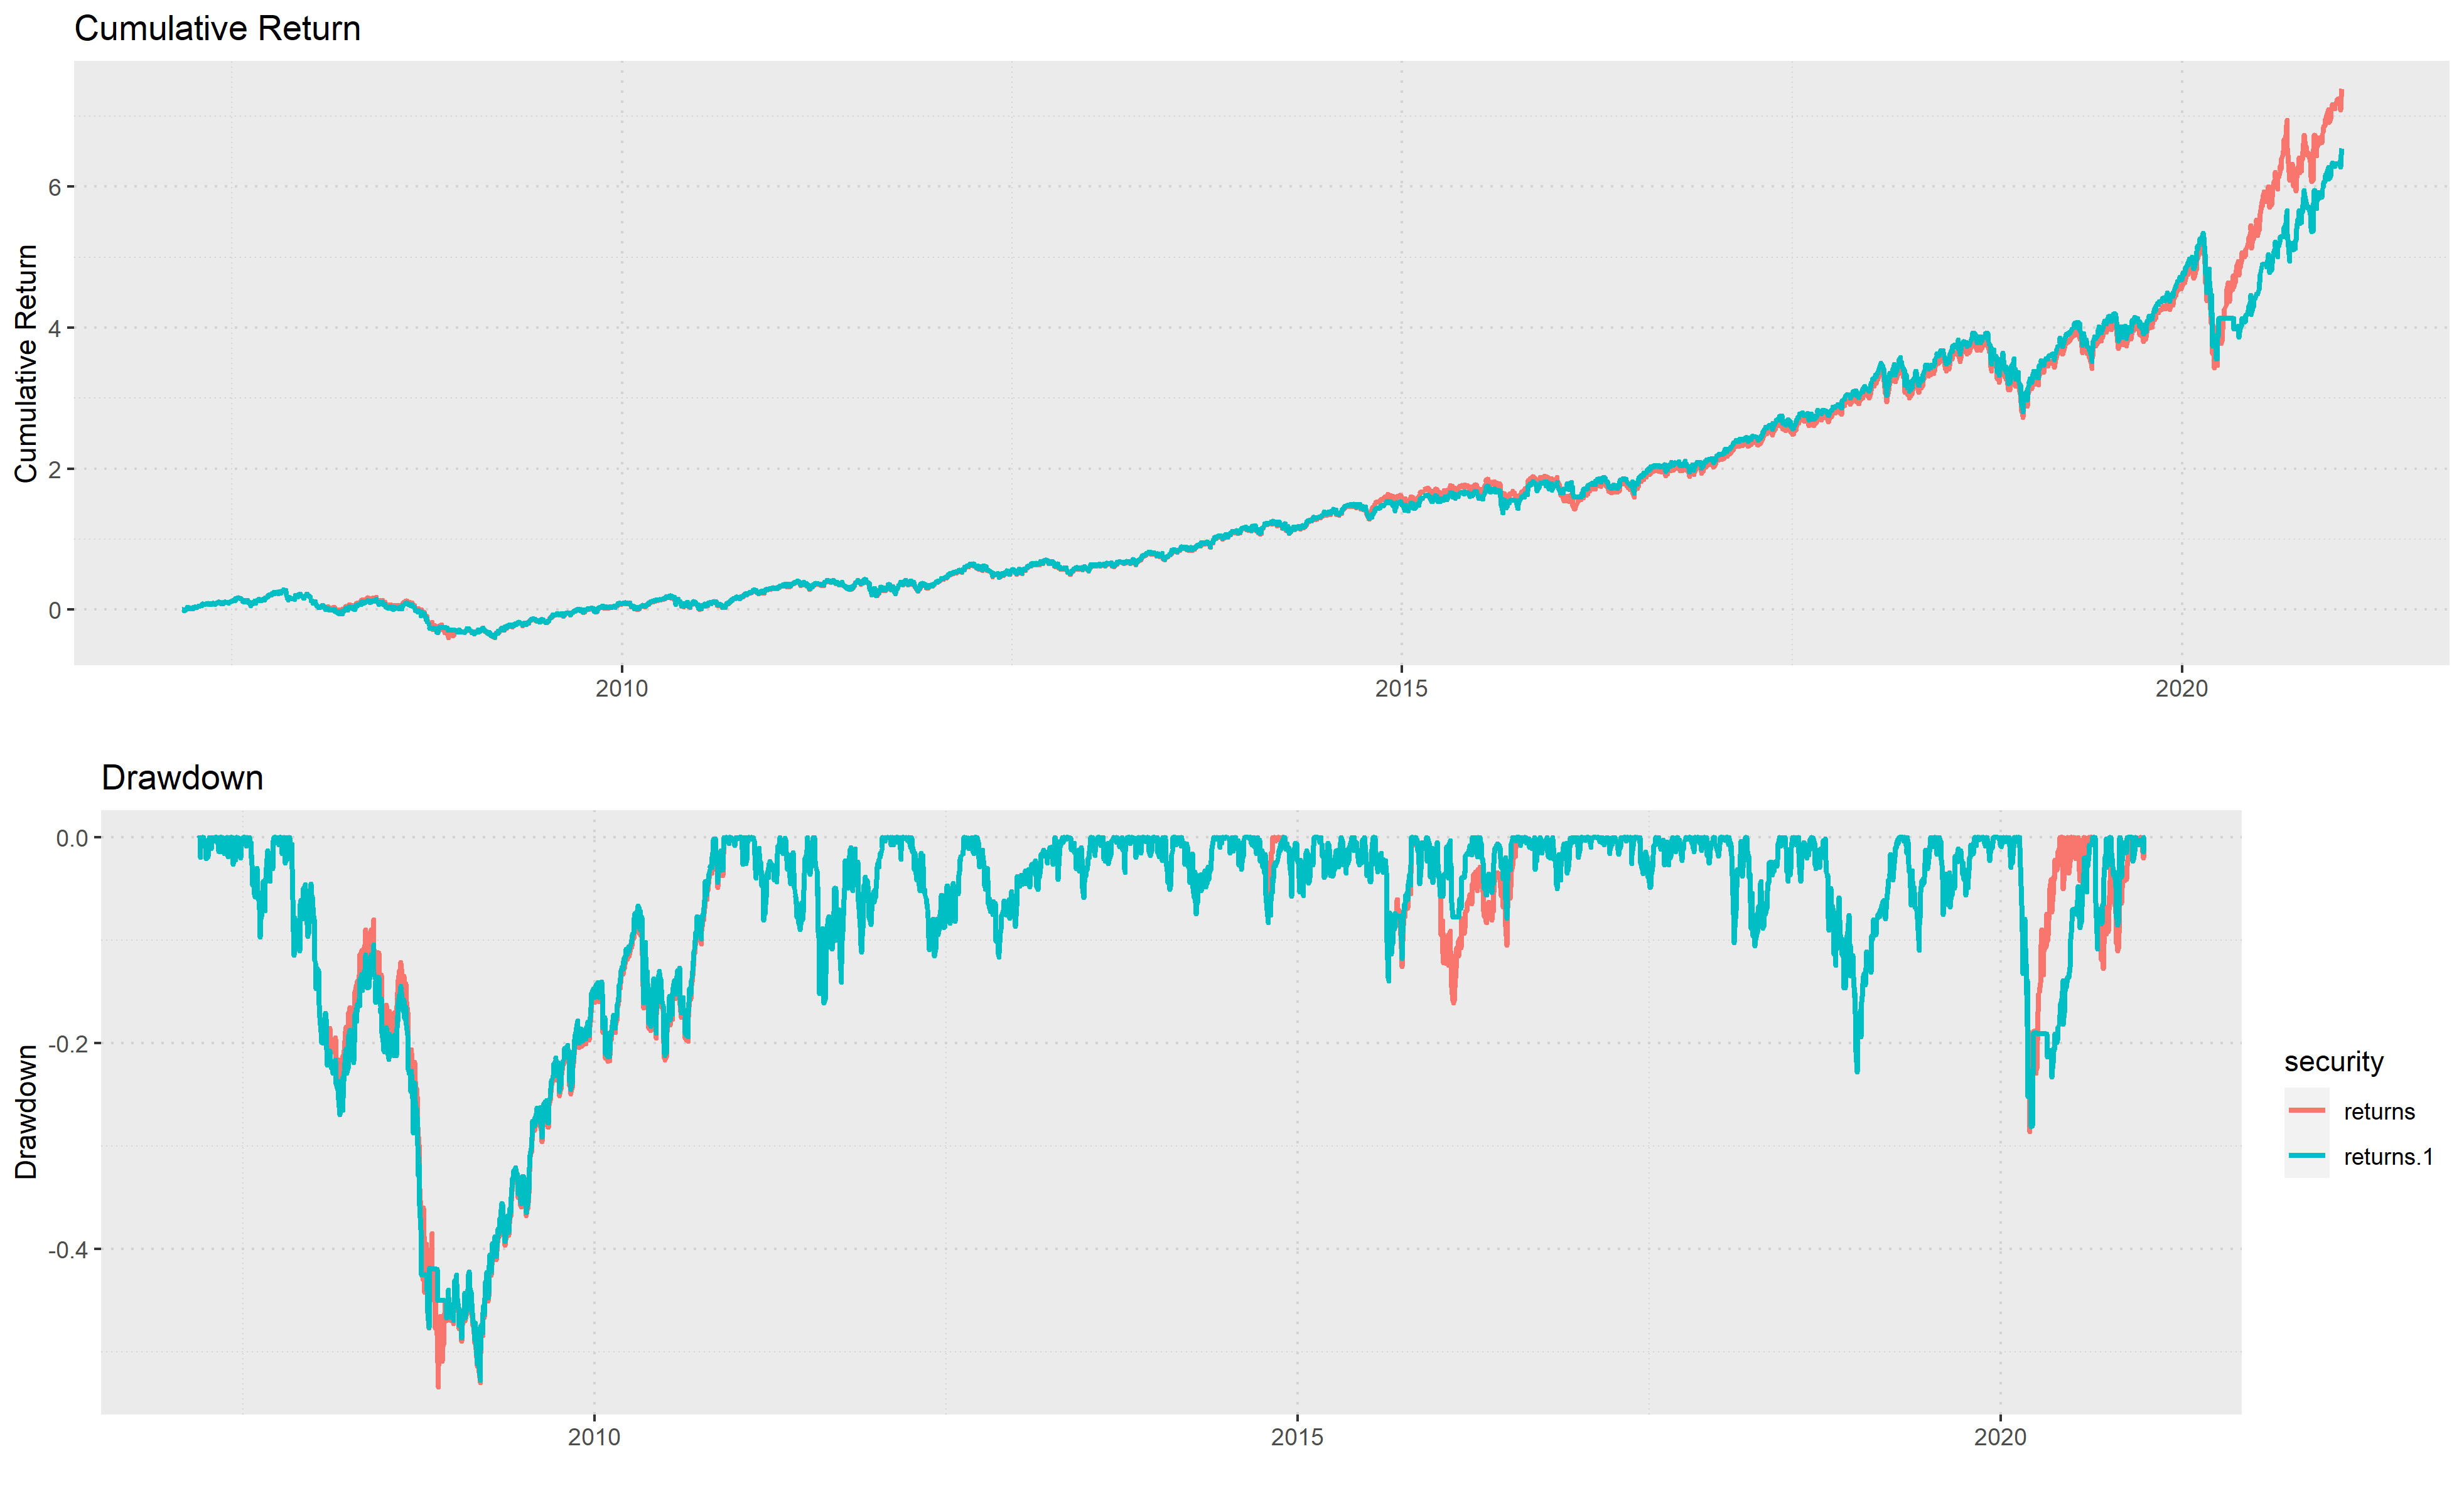 Cumulative Return
Cumulative Return
6
4
2
0
2010
2015
2020
Drawdown
Drawdown
0.0
-0.2
-0.4
2010
2015
2020
security
returns
returns.1